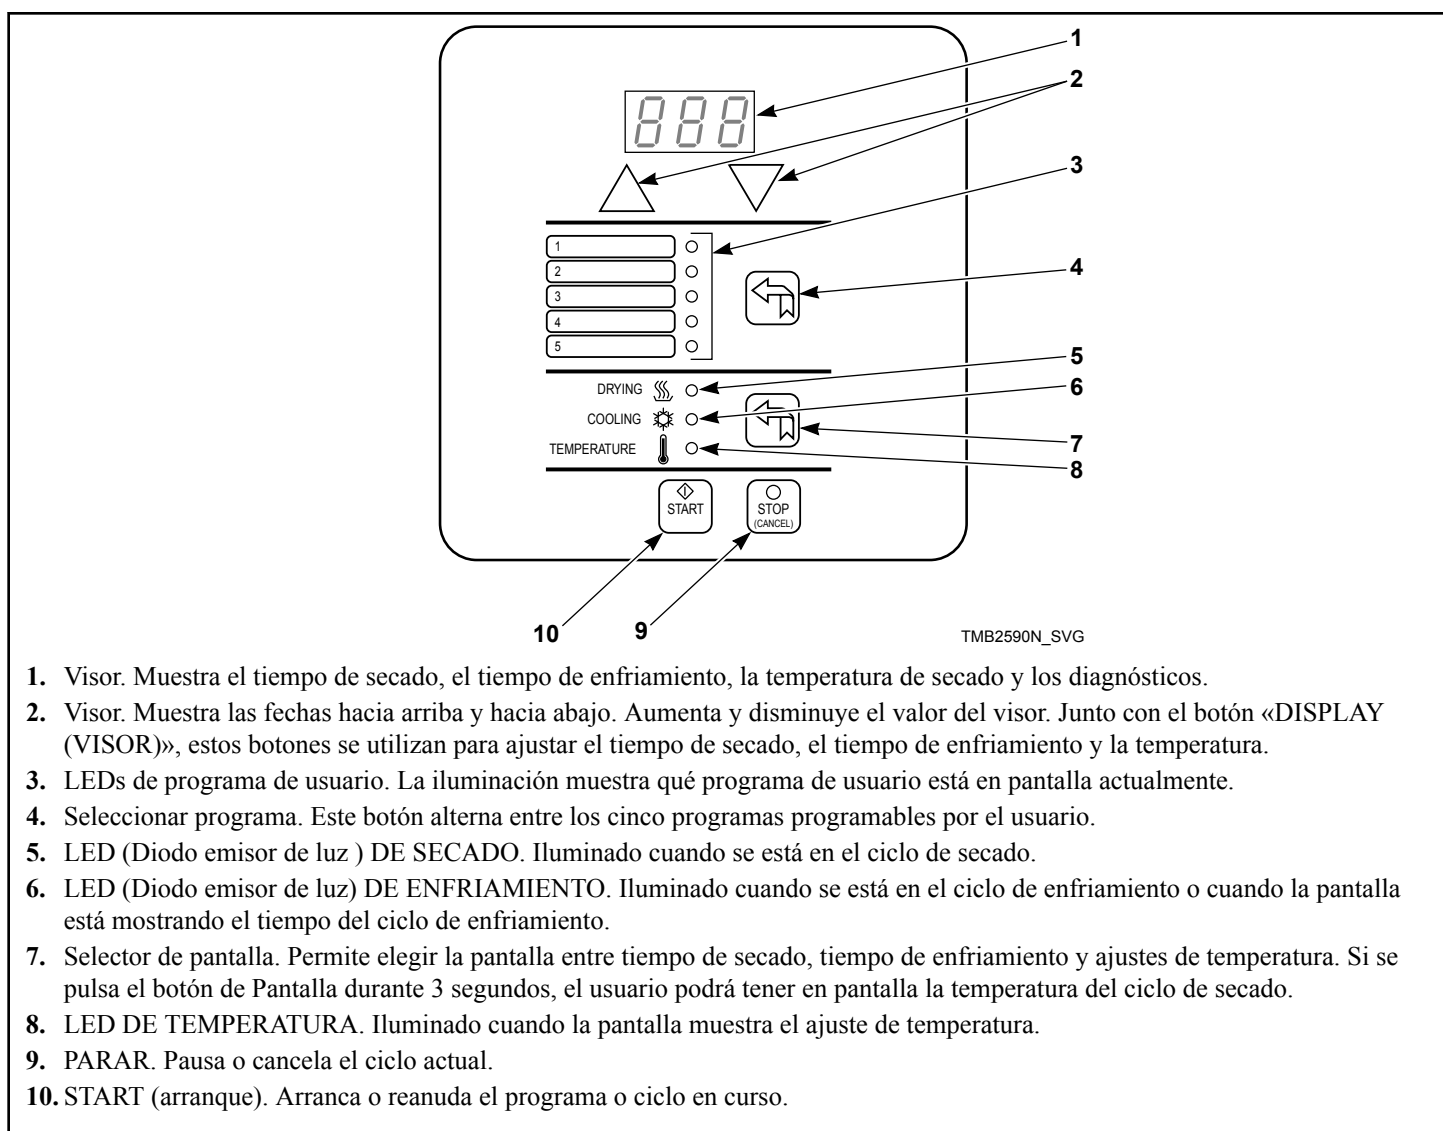 1
2
888
3
1
2
4
3
4
5
5
DRYING
6
COOLING
7
TEMPERATURE
8
START
STOP
(CANCEL)
10
9
TMB2590N_SVG
1. Visor. Muestra el tiempo de secado, el tiempo de enfriamiento, la temperatura de secado y los diagnósticos.
2. Visor. Muestra las fechas hacia arriba y hacia abajo. Aumenta y disminuye el valor del visor. Junto con el botón «DISPLAY
(VISOR)», estos botones se utilizan para ajustar el tiempo de secado, el tiempo de enfriamiento y la temperatura.
3. LEDs de programa de usuario. La iluminación muestra qué programa de usuario está en pantalla actualmente.
4. Seleccionar programa. Este botón alterna entre los cinco programas programables por el usuario.
5. LED (Diodo emisor de luz ) DE SECADO. Iluminado cuando se está en el ciclo de secado.
6. LED (Diodo emisor de luz) DE ENFRIAMIENTO. Iluminado cuando se está en el ciclo de enfriamiento o cuando la pantalla
está mostrando el tiempo del ciclo de enfriamiento.
7. Selector de pantalla. Permite elegir la pantalla entre tiempo de secado, tiempo de enfriamiento y ajustes de temperatura. Si se
pulsa el botón de Pantalla durante 3 segundos, el usuario podrá tener en pantalla la temperatura del ciclo de secado.
8. LED DE TEMPERATURA. Iluminado cuando la pantalla muestra el ajuste de temperatura.
9. PARAR. Pausa o cancela el ciclo actual.
10. START (arranque). Arranca o reanuda el programa o ciclo en curso.